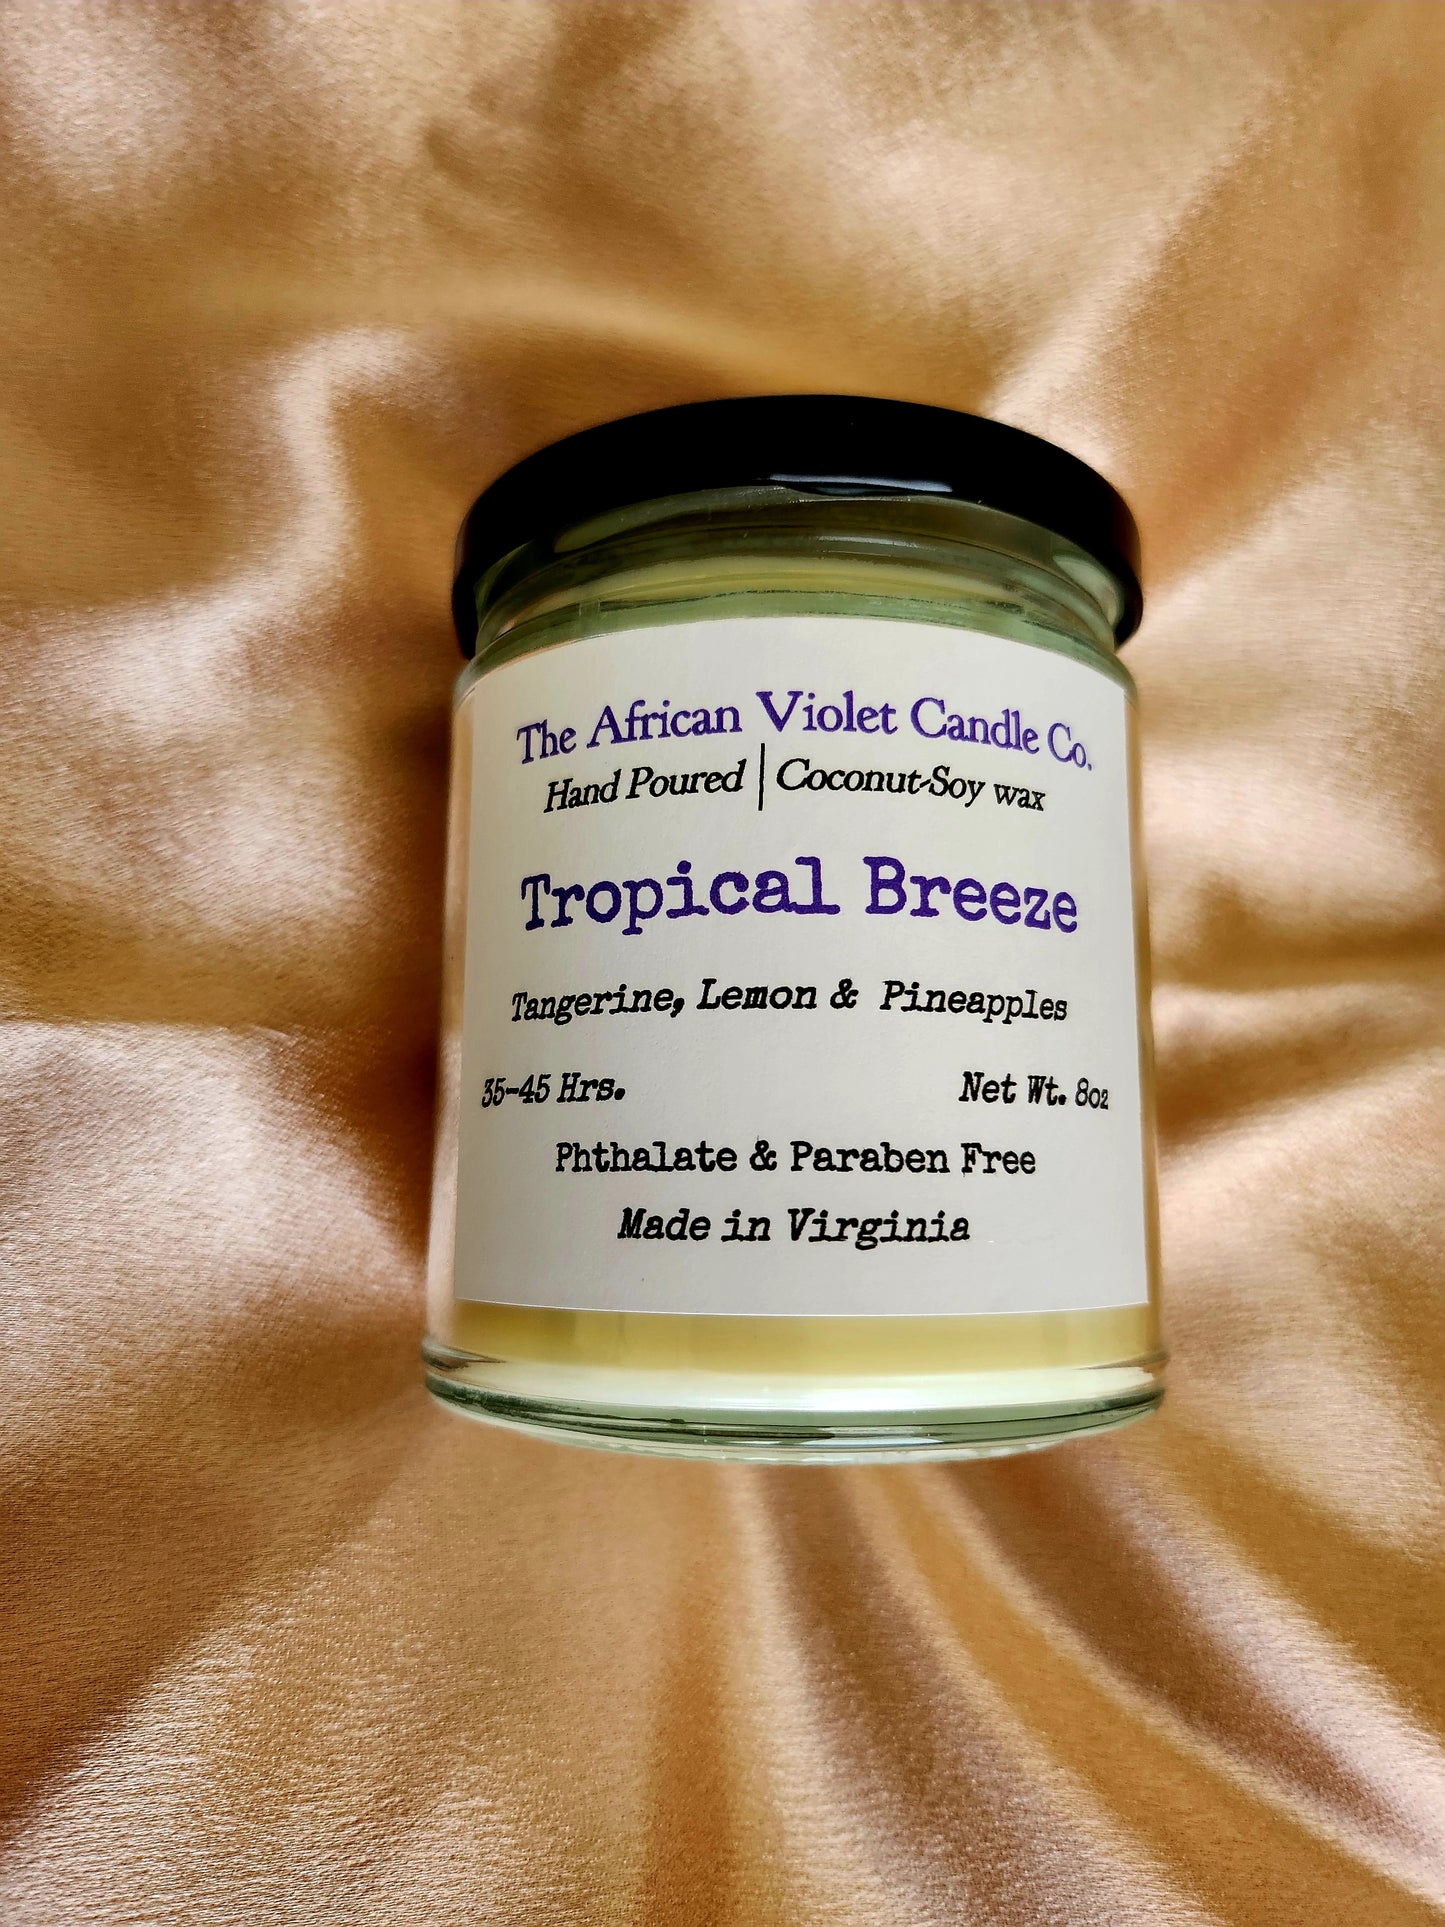 The African Violet Candle Co.
Hand Poured | Coconut-Soy wax
Tropical Breeze
Tangerine, Lemon & Pineapples
35-45 Hrs. Net Wt. 8oz
Phthalate & Paraben Free
Made in Virginia